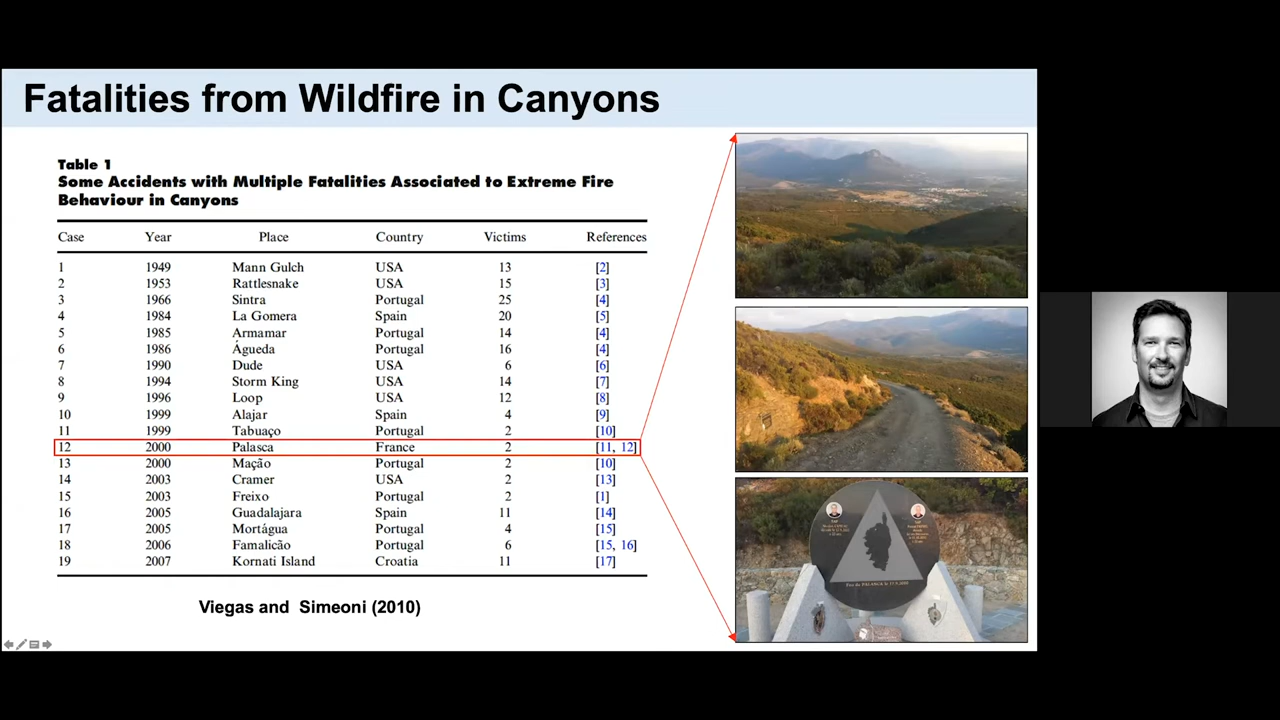 Fatalities from Wildfire in Canyons
Table 1
Some Accidents with Multiple Fatalities Associated to Extreme Fire
Behaviour in Canyons
Case Year Place Country Victims References
1 1949 Mann Gulch USA 13 [2]
2 1953 Rattlesnake USA 15 [3]
3 1966 Sintra Portugal 25 [4]
4 1984 La Gomera Spain 20 [5]
5 1985 Armamar Portugal 14 [4]
6 1986 Águeda Portugal 16 [4]
7 1990 Dude USA 6 [6]
8 1994 Storm King USA 14 [7]
9 1996 Loop USA 12 [8]
10 1999 Alajar Spain 4 [9]
11 1999 Tabuaço Portugal 2 [10]
12 2000 Palasca France 2 [11, 12]
13 2000 Mação Portugal 2 [10]
14 2003 Cramer USA 2 [13]
15 2003 Freixo Portugal 2 [1]
16 2005 Guadalajara Spain 11 [14]
17 2005 Mortágua Portugal 4 [15]
18 2006 Famalicão Portugal 6 [15, 16]
19 2007 Kornati Island Croatia 11 [17]
Viegas and Simeoni (2010)